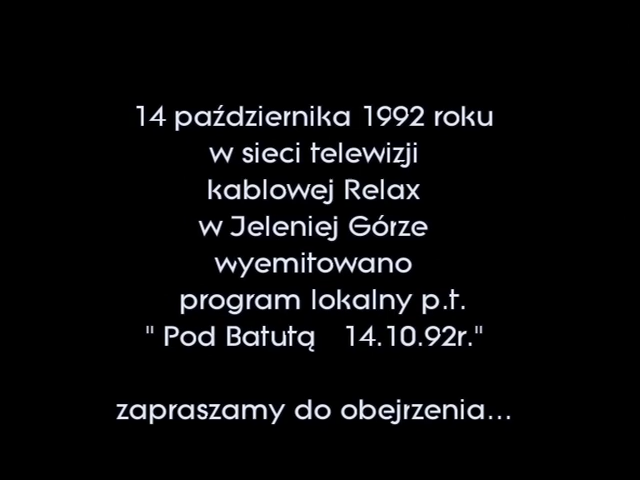 14 października 1992 roku
w sieci telewizji
kablowej Relax
w Jeleniej Górze
wyemitowano
program lokalny p.t.
" Pod Batutą 14.10.92r."
zapraszamy do obejrzenia...